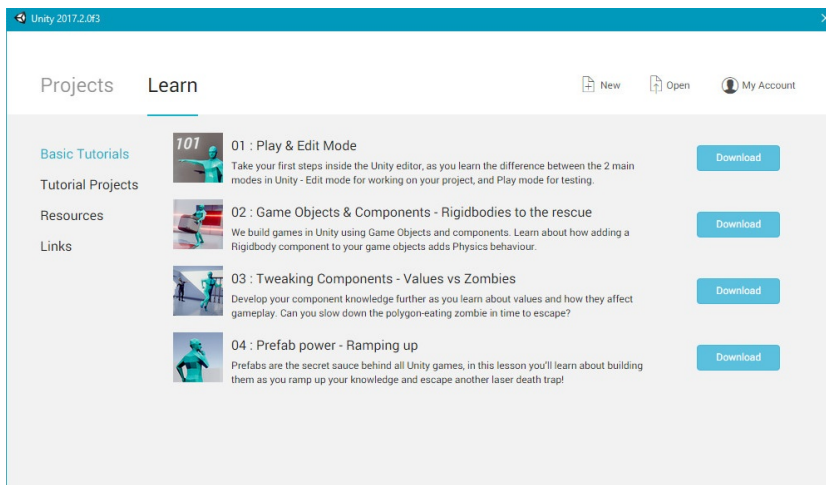 Unity 2017.2.0f3
Projects
Learn
New
Open
My Account
Basic Tutorials
Tutorial Projects
Resources
Links
101
01 : Play & Edit Mode
Take your first steps inside the Unity editor, as you learn the difference between the 2 main
modes in Unity - Edit mode for working on your project, and Play mode for testing.
Download
02 : Game Objects & Components - Rigidbodies to the rescue
We build games in Unity using Game Objects and components. Learn about how adding a
Rigidbody component to your game objects adds Physics behaviour.
Download
03 : Tweaking Components - Values vs Zombies
Develop your component knowledge further as you learn about values and how they affect
gameplay. Can you slow down the polygon-eating zombie in time to escape?
Download
04 : Prefab power - Ramping up
Prefabs are the secret sauce behind all Unity games, in this lesson you'll learn about building
them as you ramp up your knowledge and escape another laser death trap!
Download